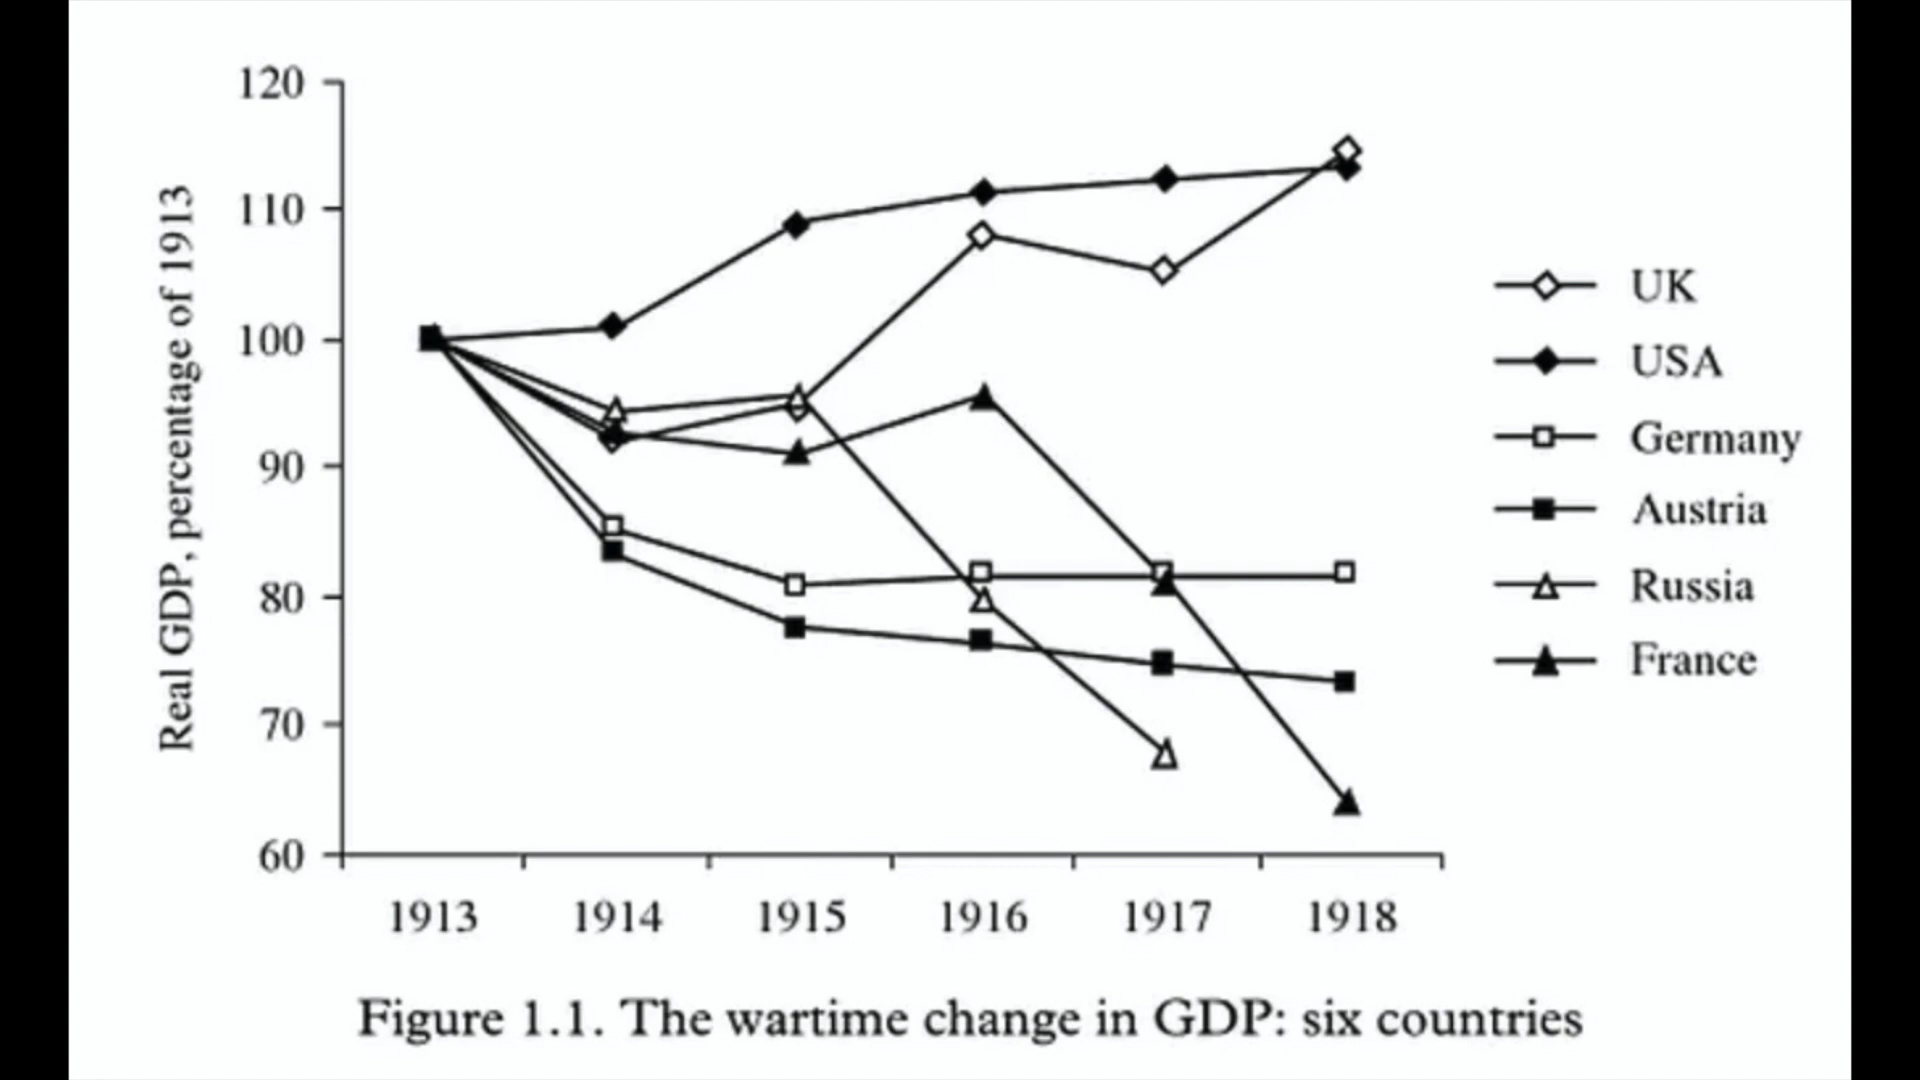 Real GDP, percentage of 1913
120
110
100
90
80
70
60
1913 1914 1915 1916 1917 1918
UK
USA
Germany
Austria
Russia
France
Figure 1.1. The wartime change in GDP: six countries